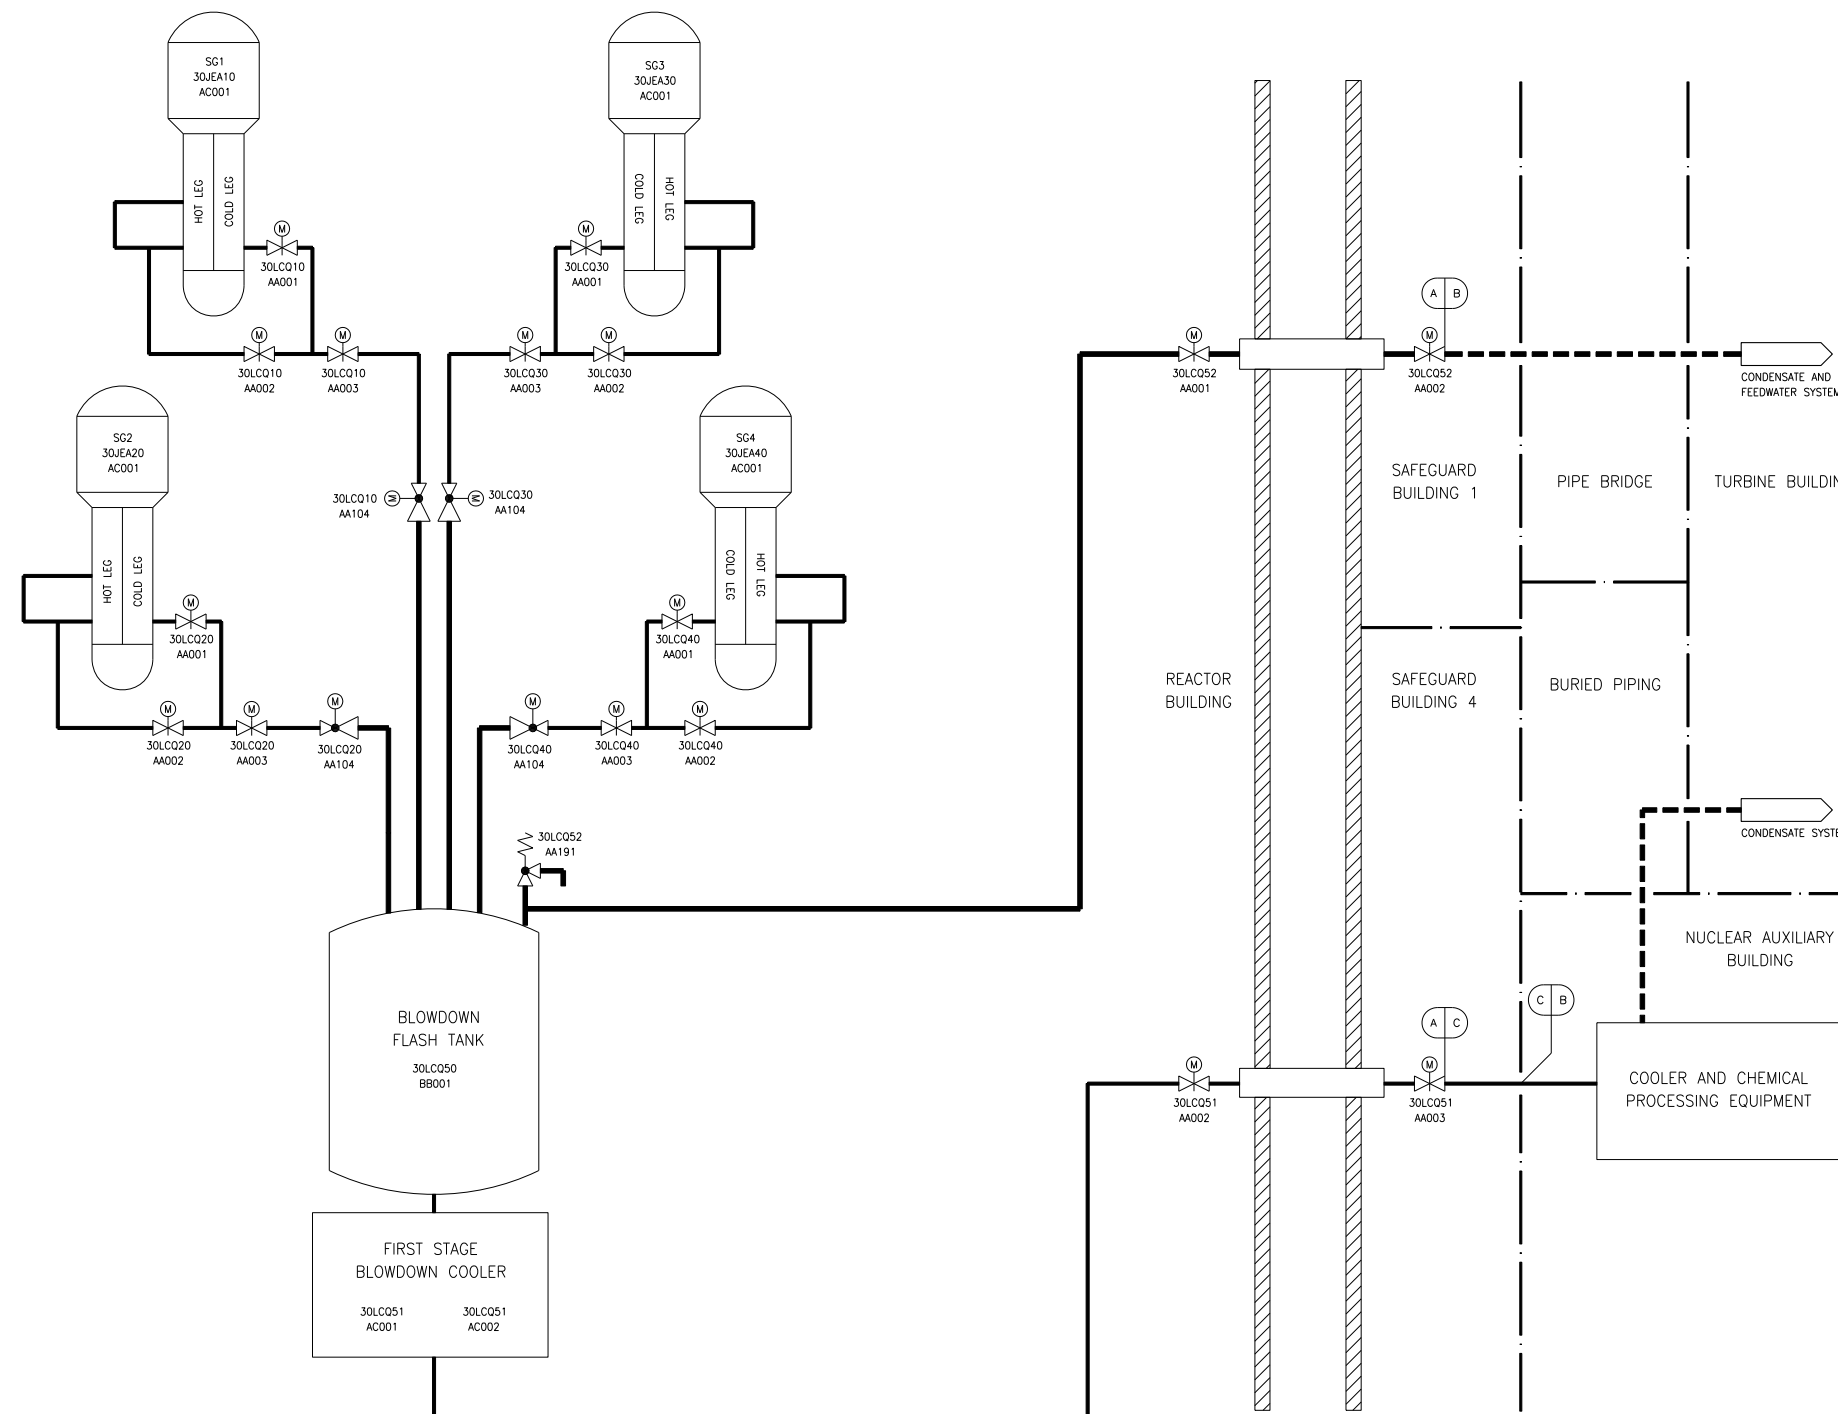 SG1
30JEA10
AC001
HOT LEG
COLD LEG
M
30LCQ10
AA001
M
30LCQ10
AA002
M
30LCQ10
AA003
SG3
30JEA30
AC001
COLD LEG
HOT LEG
M
30LCQ30
AA001
M
30LCQ30
AA003
M
30LCQ30
AA002
SG2
30JEA20
AC001
HOT LEG
COLD LEG
M
30LCQ20
AA001
M
30LCQ20
AA002
M
30LCQ20
AA003
M
30LCQ20
AA104
30LCQ10
AA104
M
M
30LCQ30
AA104
SG4
30JEA40
AC001
COLD LEG
HOT LEG
M
30LCQ40
AA001
M
30LCQ40
AA104
M
30LCQ40
AA003
M
30LCQ40
AA002
30LCQ52
AA191
BLOWDOWN
FLASH TANK
30LCQ50
BB001
FIRST STAGE
BLOWDOWN COOLER
30LCQ51
AC001
30LCQ51
AC002
M
30LCQ52
AA001
A B
M
30LCQ52
AA002
CONDENSATE AND
FEEDWATER SYSTEM
SAFEGUARD
BUILDING 1
PIPE BRIDGE
TURBINE BUILDIN
REACTOR
BUILDING
SAFEGUARD
BUILDING 4
BURIED PIPING
CONDENSATE SYSTE
NUCLEAR AUXILIARY
BUILDING
M
30LCQ51
AA002
A C
M
30LCQ51
AA003
C B
COOLER AND CHEMICAL
PROCESSING EQUIPMENT